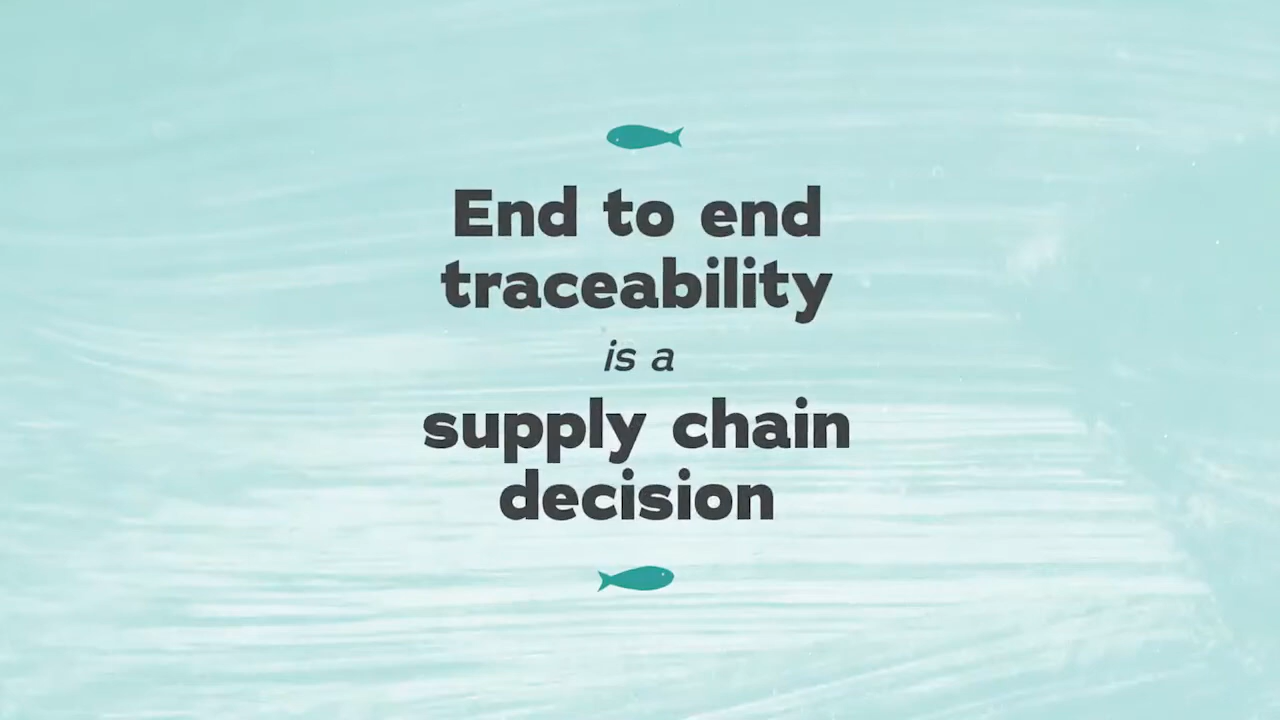 End to end
traceability
is a
supply chain
decision